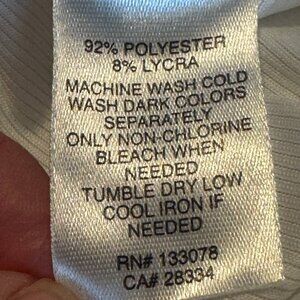 92% POLYESTER
8% LYCRA
MACHINE WASH COLD
WASH DARK COLORS
SEPARATELY
ONLY NON-CHLORINE
BLEACH WHEN
NEEDED
TUMBLE DRY LOW
COOL IRON IF
NEEDED
RN# 133078
CA# 28334